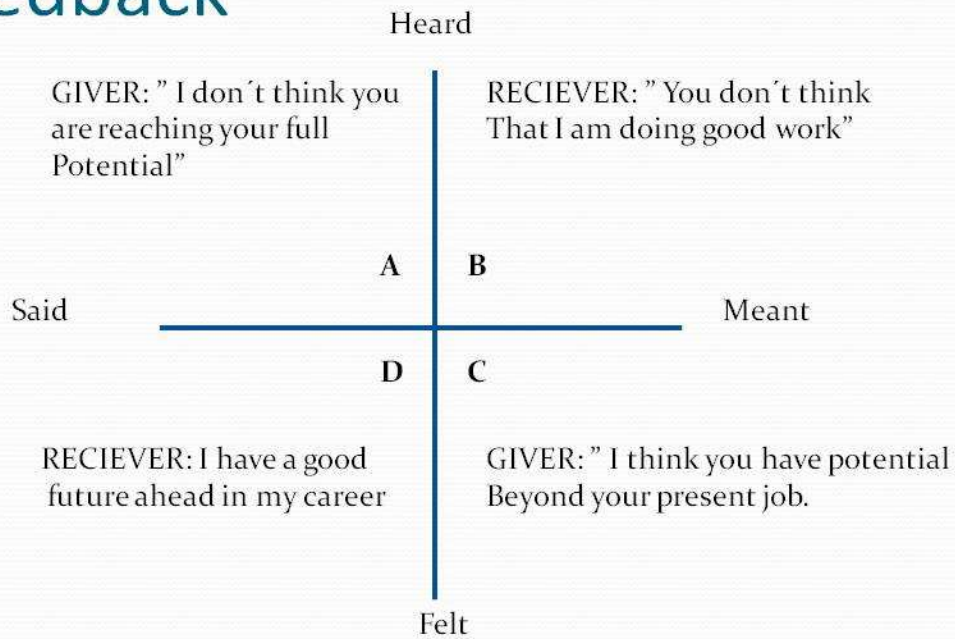 Heard
GIVER: ” I don´t think you
are reaching your full
Potential”
RECIEVER: ” You don´t think
That I am doing good work”
A
B
Said
Meant
D
C
RECIEVER: I have a good
future ahead in my career
GIVER: ” I think you have potential
Beyond your present job.
Felt